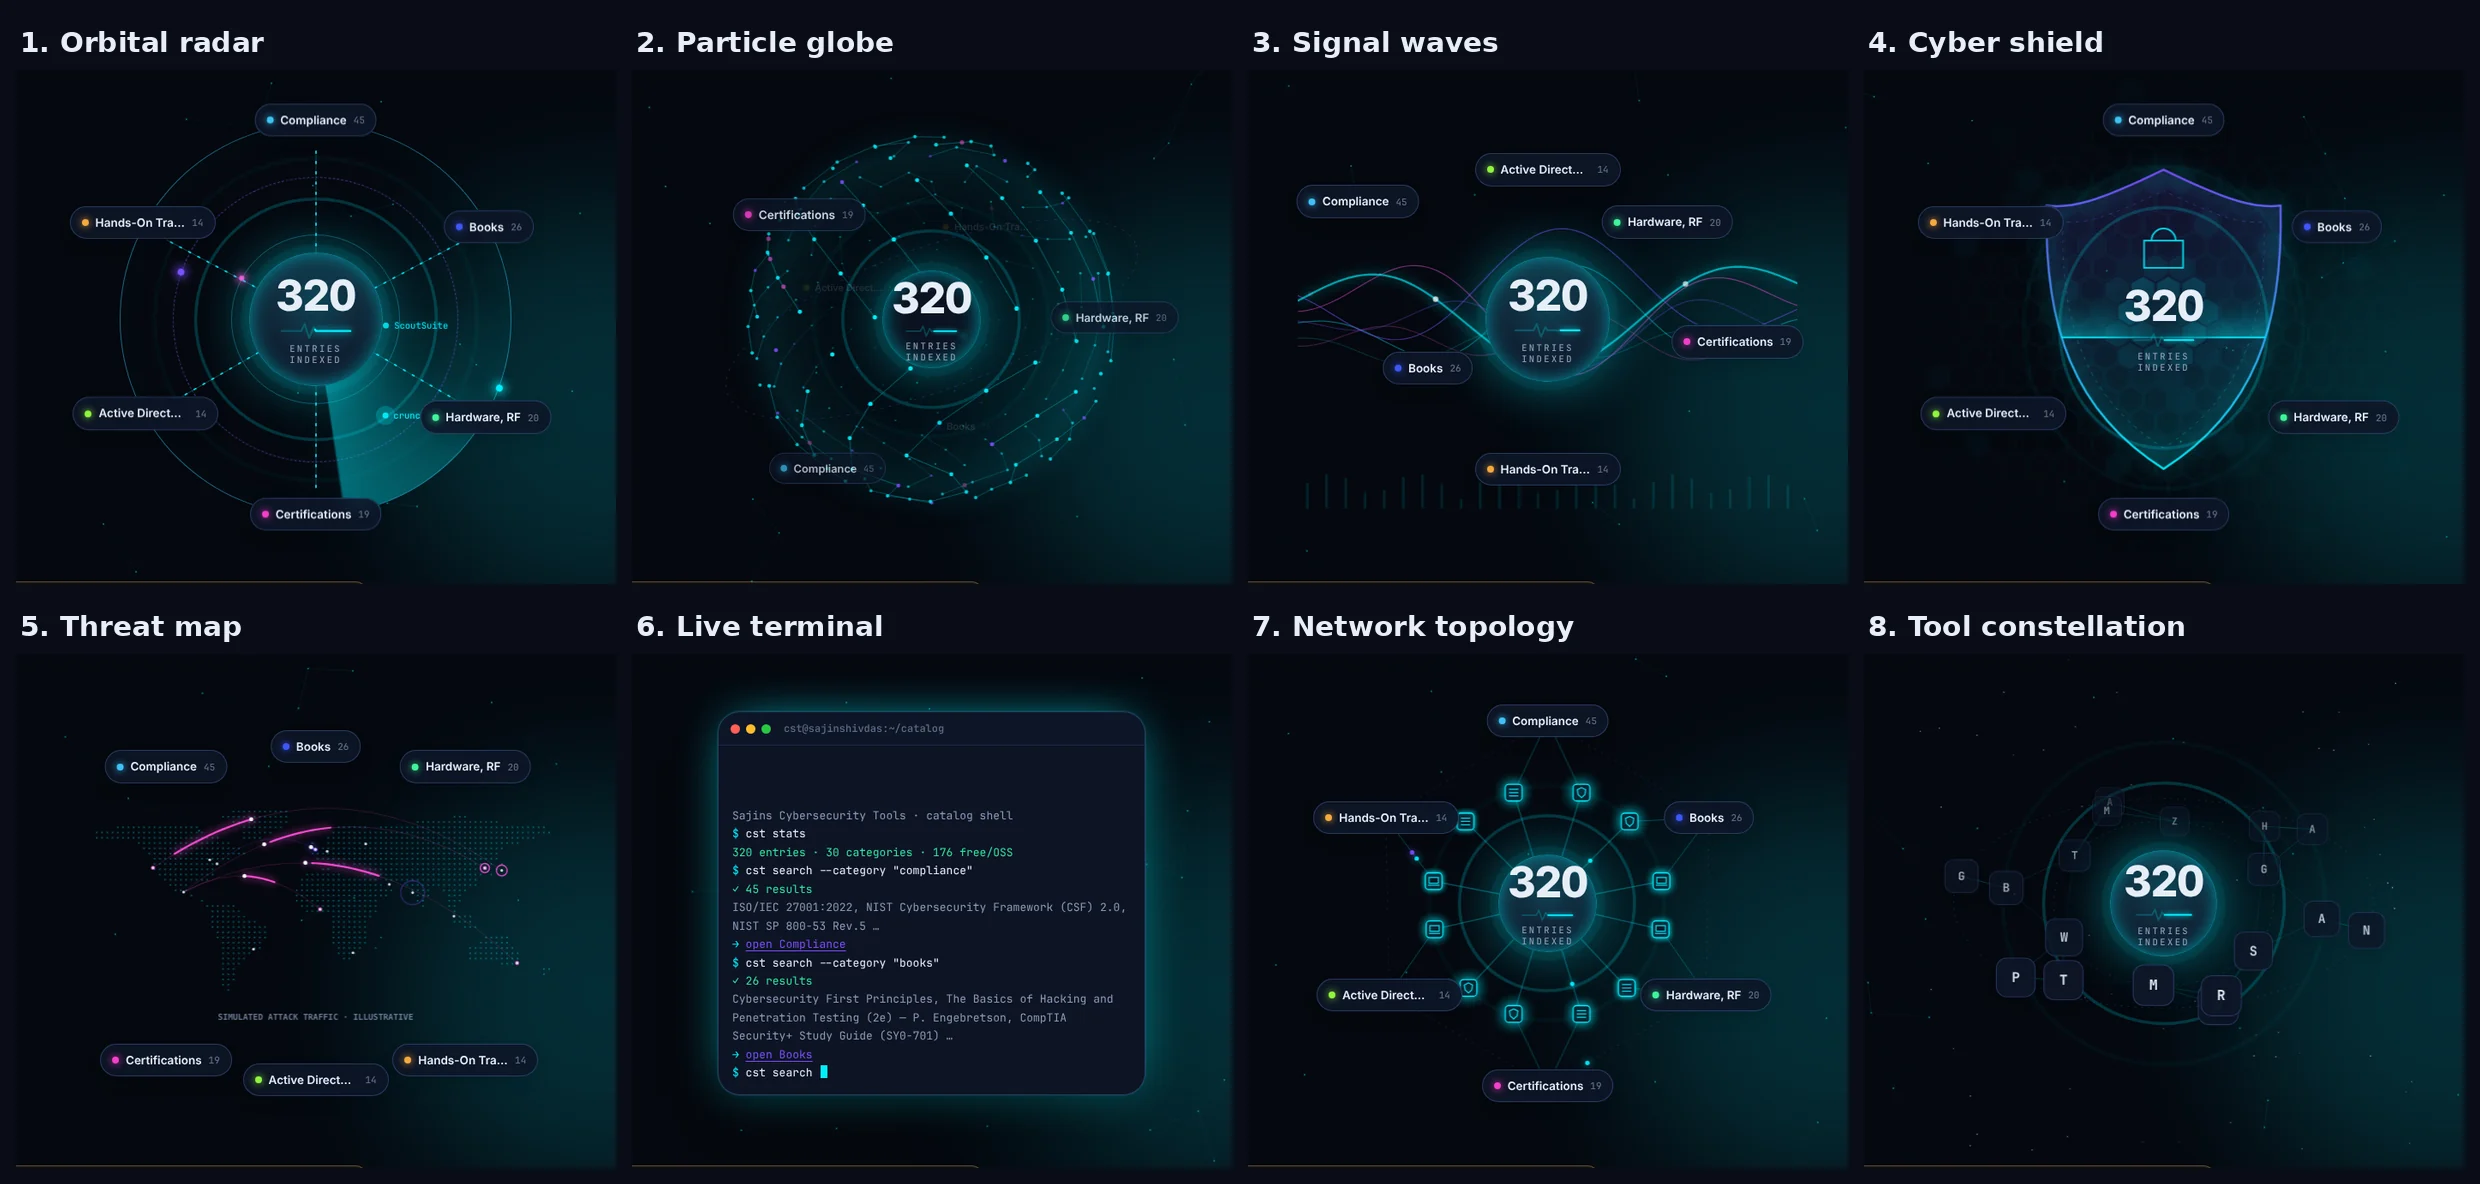 1. Orbital radar
Compliance 45
Hands-On Tra... 14
Books 26
320
ScoutSuite
ENTRIES
INDEXED
Active Direct... 14
crunc
Hardware, RF 20
Certifications 19
2. Particle globe
Certifications 19
Hands-On Tra...
Active Direct...
320
Hardware, RF 20
ENTRIES
INDEXED
Books
Compliance 45
3. Signal waves
Active Direct... 14
Compliance 45
Hardware, RF 20
320
Certifications 19
ENTRIES
INDEXED
Books 26
Hands-On Tra... 14
4. Cyber shield
Compliance 45
Hands-On Tra... 14
Books 26
320
ENTRIES
INDEXED
Active Direct... 14
Hardware, RF 20
Certifications 19
5. Threat map
Books 26
Compliance 45
Hardware, RF 20
SIMULATED ATTACK TRAFFIC · ILLUSTRATIVE
Certifications 19
Active Direct... 14
Hands-On Tra... 14
6. Live terminal
cst@sajinshivdas:~/catalog
Sajins Cybersecurity Tools · catalog shell
$ cst stats
320 entries · 30 categories · 176 free/OSS
$ cst search --category "compliance"
✓ 45 results
ISO/IEC 27001:2022, NIST Cybersecurity Framework (CSF) 2.0,
NIST SP 800-53 Rev.5 …
→ open Compliance
$ cst search --category "books"
✓ 26 results
Cybersecurity First Principles, The Basics of Hacking and
Penetration Testing (2e) — P. Engebretson, CompTIA
Security+ Study Guide (SY0-701) …
→ open Books
$ cst search
7. Network topology
Compliance 45
Hands-On Tra... 14
Books 26
320
ENTRIES
INDEXED
Active Direct... 14
Hardware, RF 20
Certifications 19
8. Tool constellation
A
M
Z
H
A
T
G
G
B
320
A
N
ENTRIES
INDEXED
W
S
P
T
M
R